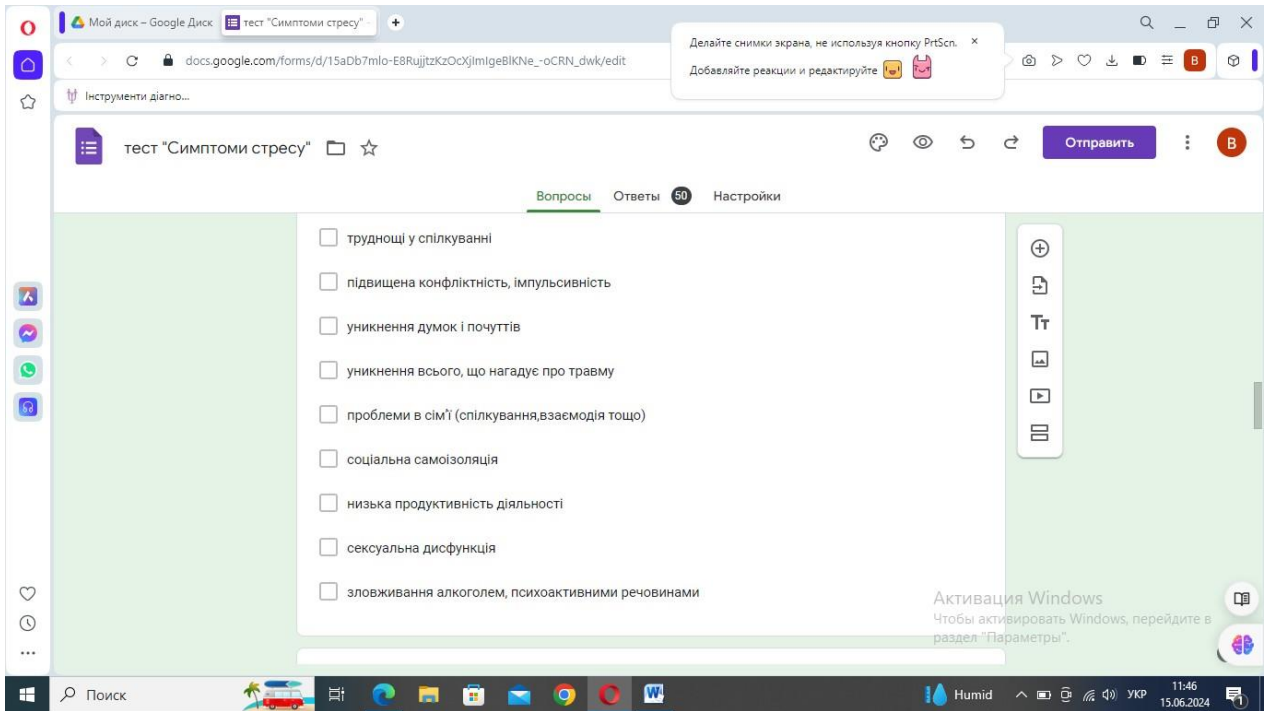 Мой диск – Google Диск
тест "Симптоми стресу" -
Делайте снимки экрана, не используя кнопку PrtScn.
Добавляйте реакции и редактируйте
docs.google.com/forms/d/15aDb7mlo-E8RujjtzKzOcXjimIgeBlKNe_-oCRN_dwk/edit
В
Інструменти діагно...
тест "Симптоми стресу"
Отправить
В
Вопросы Ответы 50 Настройки
труднощі у спілкуванні
підвищена конфліктність, імпульсивність
Тт
уникнення думок і почуттів
уникнення всього, що нагадує про травму
проблеми в сім'ї (спілкування,взаємодія тощо)
соціальна самоізоляція
низька продуктивність діяльності
сексуальна дисфункція
зловживання алкоголем, психоактивними речовинами
Активация Windows
Чтобы активировать Windows, перейдите в
раздел "Параметры".
Поиск
W
Humid
УКР
11:46
15.06.2024
1